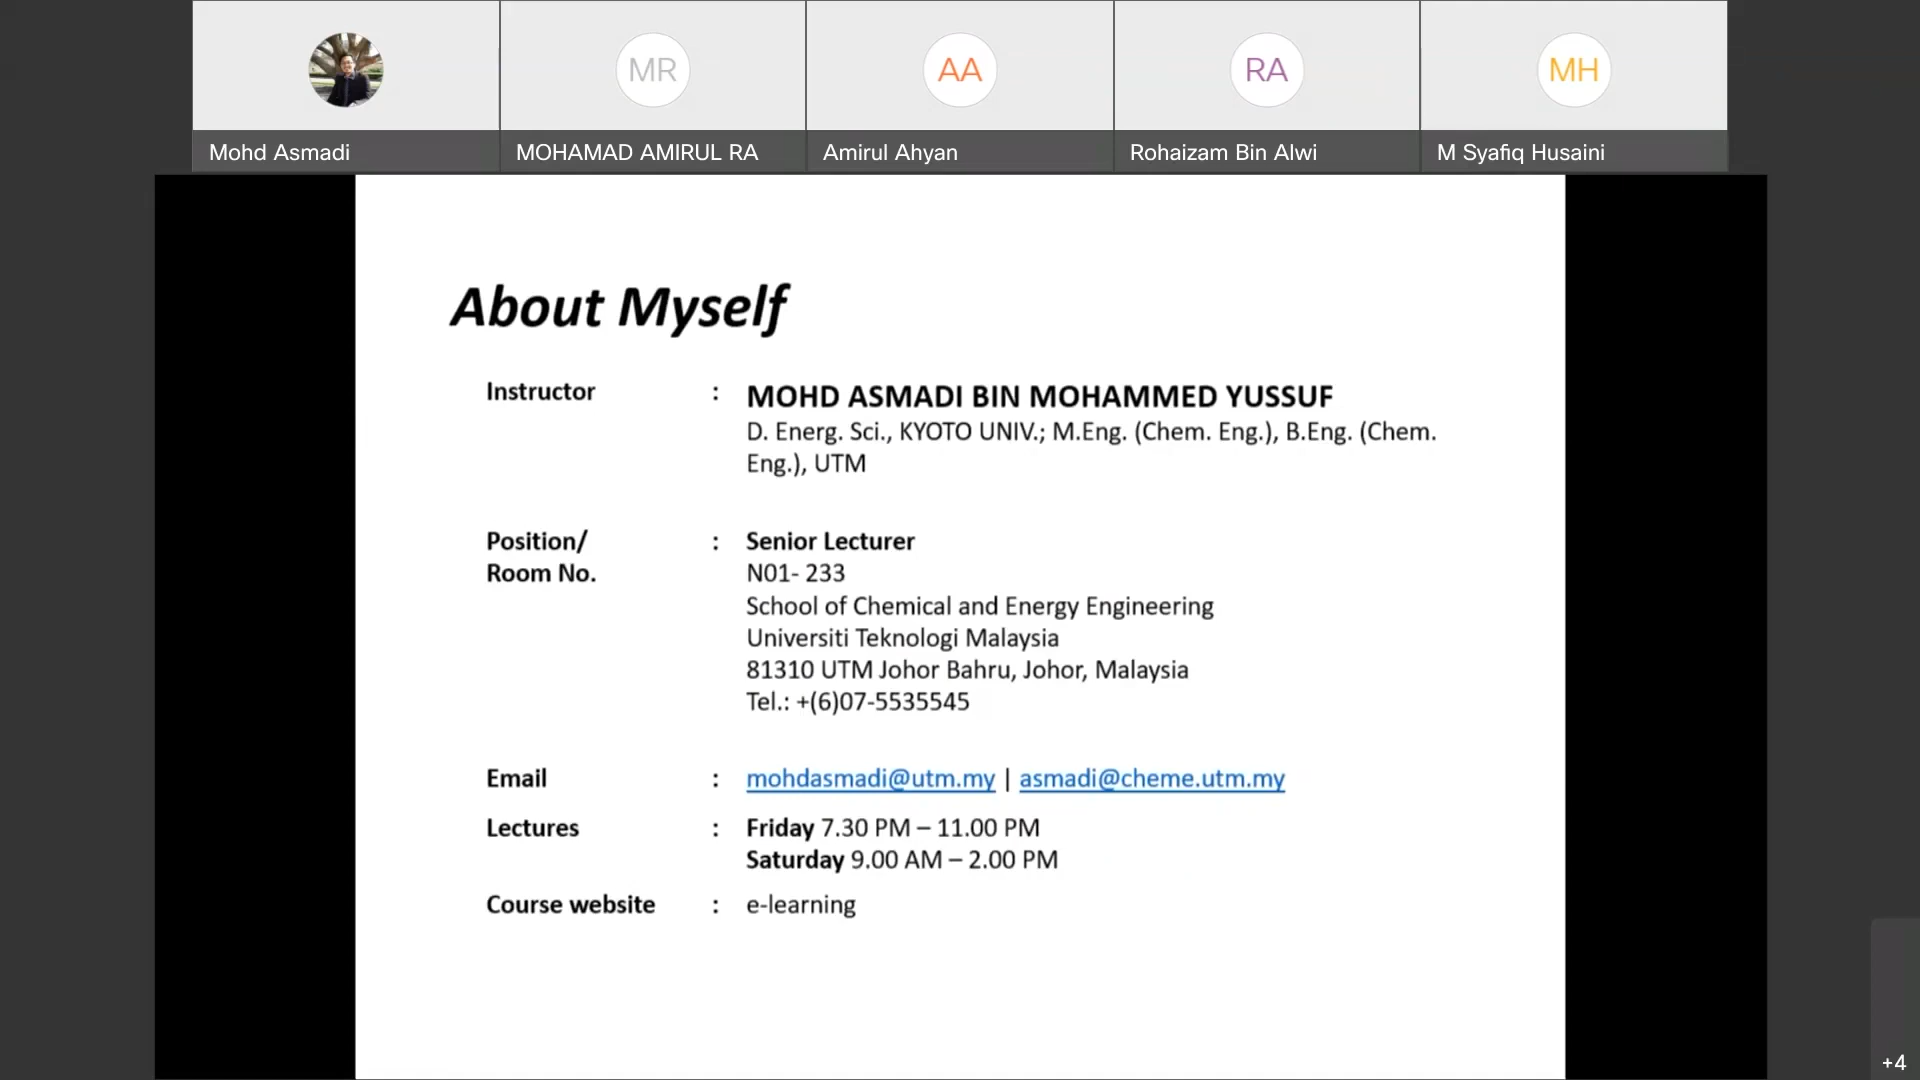 MR
AA
RA
MH
Mohd Asmadi
MOHAMAD AMIRUL RA
Amirul Ahyan
Rohaizam Bin Alwi
M Syafiq Husaini
About Myself
Instructor : MOHD ASMADI BIN MOHAMMED YUSSUF
D. Energ. Sci., KYOTO UNIV.; M.Eng. (Chem. Eng.), B.Eng. (Chem.
Eng.), UTM
Position/ : Senior Lecturer
Room No. N01- 233
School of Chemical and Energy Engineering
Universiti Teknologi Malaysia
81310 UTM Johor Bahru, Johor, Malaysia
Tel.: +(6)07-5535545
Email : mohdasmadi@utm.my | asmadi@cheme.utm.my
Lectures : Friday 7.30 PM – 11.00 PM
Saturday 9.00 AM – 2.00 PM
Course website : e-learning
+4